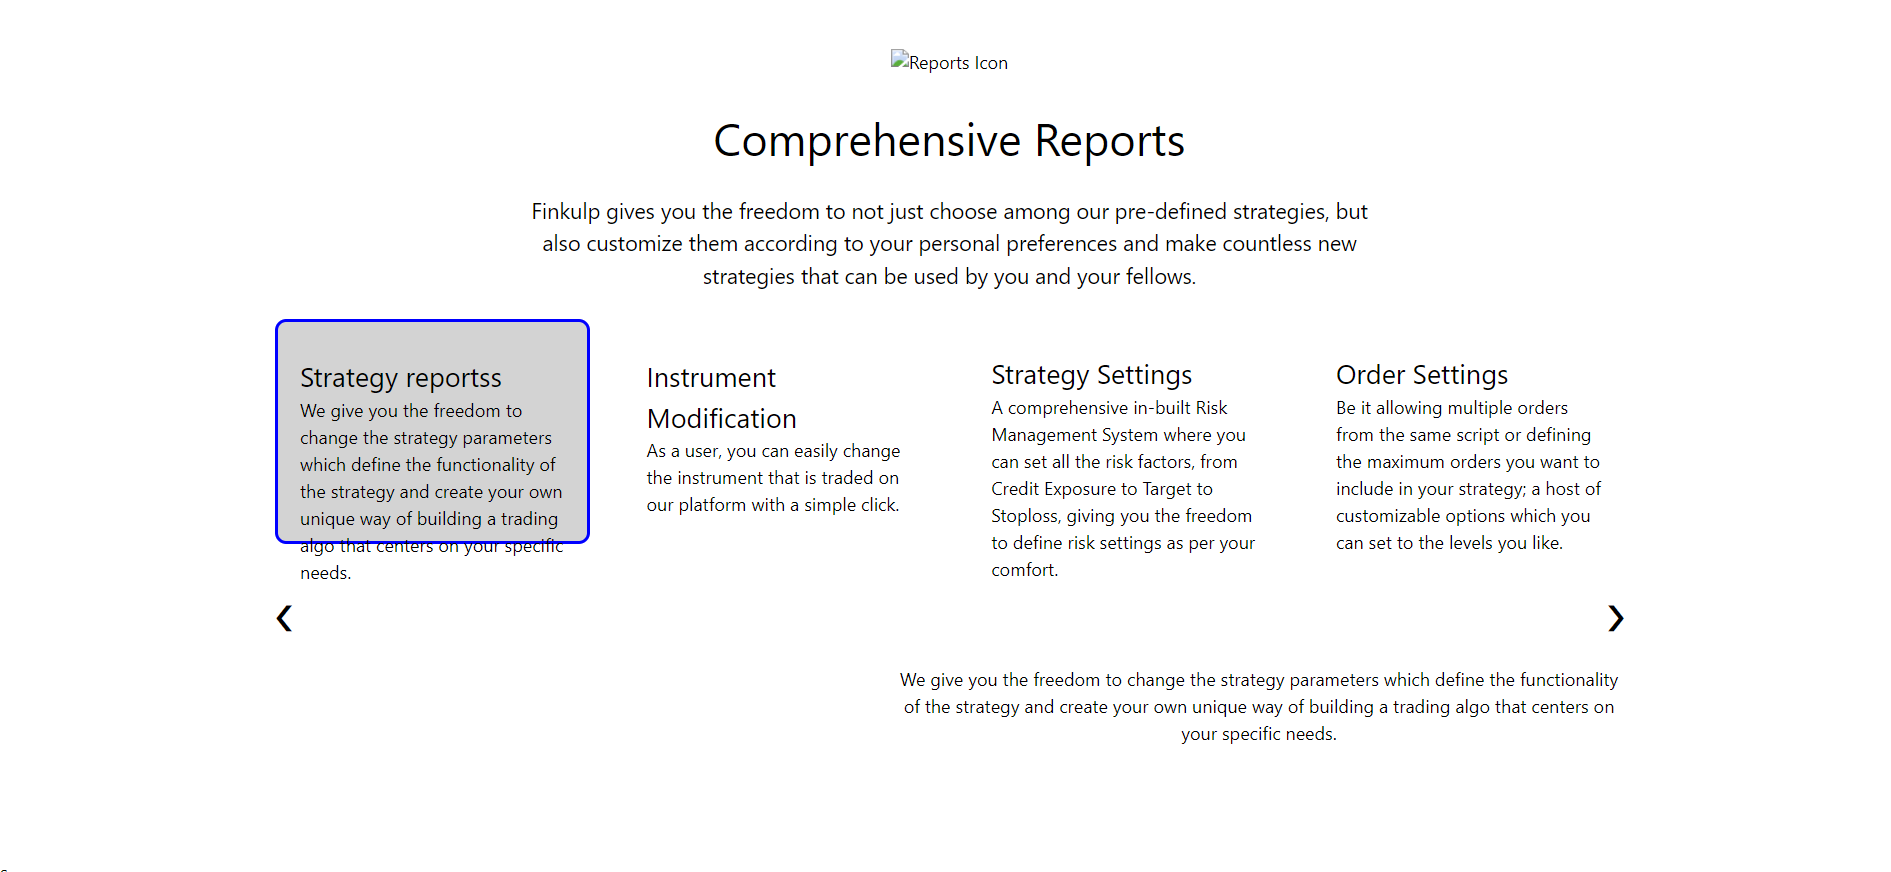 Reports Icon
Comprehensive Reports
Finkulp gives you the freedom to not just choose among our pre-defined strategies, but
also customize them according to your personal preferences and make countless new
strategies that can be used by you and your fellows.
Strategy reportss
We give you the freedom to
change the strategy parameters
which define the functionality of
the strategy and create your own
unique way of building a trading
algo that centers on your specific
needs.
Instrument
Modification
As a user, you can easily change
the instrument that is traded on
our platform with a simple click.
Strategy Settings
A comprehensive in-built Risk
Management System where you
can set all the risk factors, from
Credit Exposure to Target to
Stoploss, giving you the freedom
to define risk settings as per your
comfort.
Order Settings
Be it allowing multiple orders
from the same script or defining
the maximum orders you want to
include in your strategy; a host of
customizable options which you
can set to the levels you like.
We give you the freedom to change the strategy parameters which define the functionality
of the strategy and create your own unique way of building a trading algo that centers on
your specific needs.